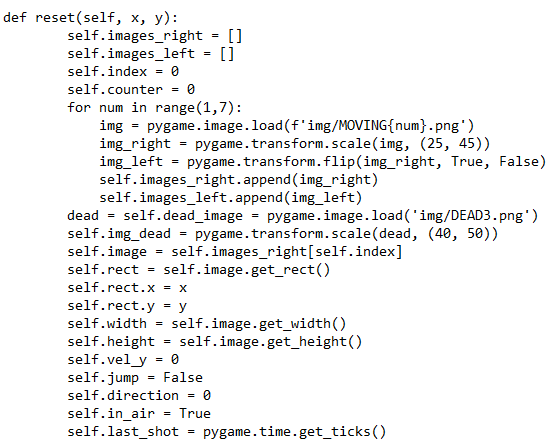 def reset(self, x, y):
        self.images_right = []
        self.images_left = []
        self.index = 0
        self.counter = 0
        for num in range(1,7):
            img = pygame.image.load(f'img/MOVING{num}.png')
            img_right = pygame.transform.scale(img, (25, 45))
            img_left = pygame.transform.flip(img_right, True, False)
            self.images_right.append(img_right)
            self.images_left.append(img_left)
        dead = self.dead_image = pygame.image.load('img/DEAD3.png')
        self.img_dead = pygame.transform.scale(dead, (40, 50))
        self.image = self.images_right[self.index]
        self.rect = self.image.get_rect()
        self.rect.x = x
        self.rect.y = y
        self.width = self.image.get_width()
        self.height = self.image.get_height()
        self.vel_y = 0
        self.jump = False
        self.direction = 0
        self.in_air = True
        self.last_shot = pygame.time.get_ticks()